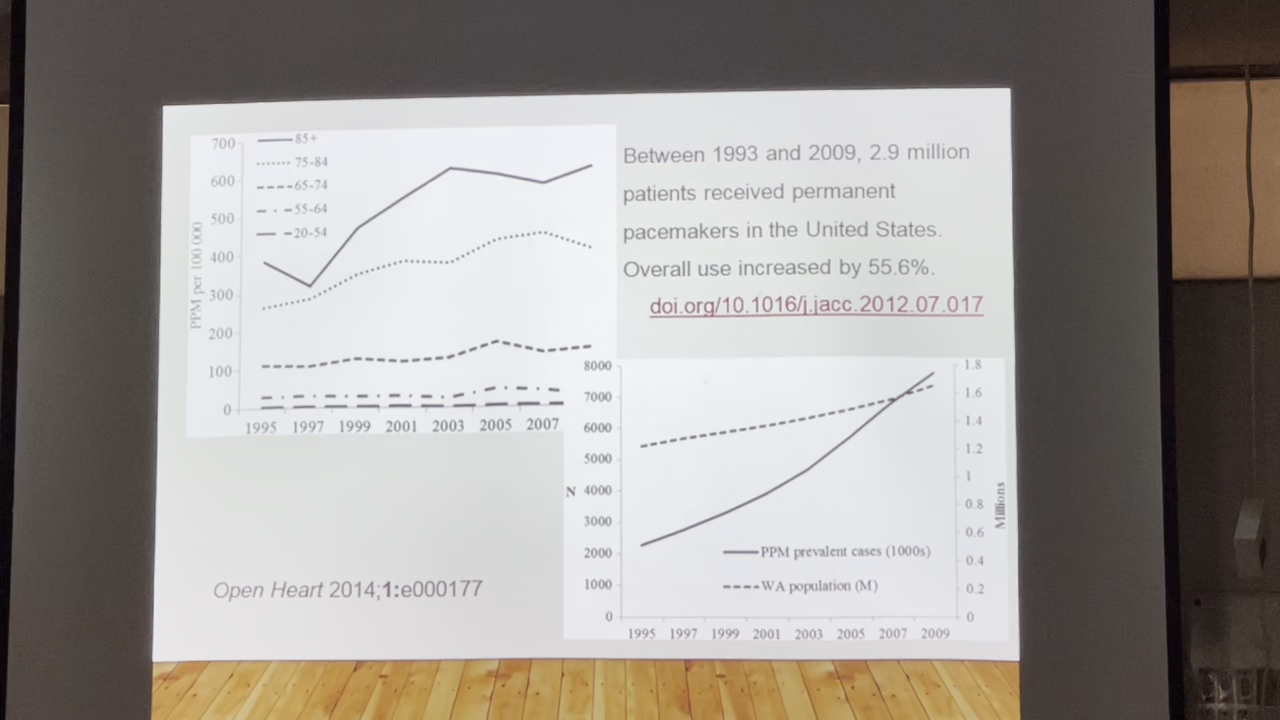 700
600
500
400
300
200
100
0
PPM per 100 000
85+
75-84
65-74
55-64
20-54
1995 1997 1999 2001 2003 2005 2007
Between 1993 and 2009, 2.9 million
patients received permanent
pacemakers in the United States.
Overall use increased by 55.6%.
doi.org/10.1016/j.jacc.2012.07.017
8000
7000
6000
5000
4000
3000
2000
1000
0
N
PPM prevalent cases (1000s)
WA population (M)
1.8
1.6
1.4
1.2
1
0.8
0.6
0.4
0.2
0
Millions
1995 1997 1999 2001 2003 2005 2007 2009
Open Heart 2014;1:e000177